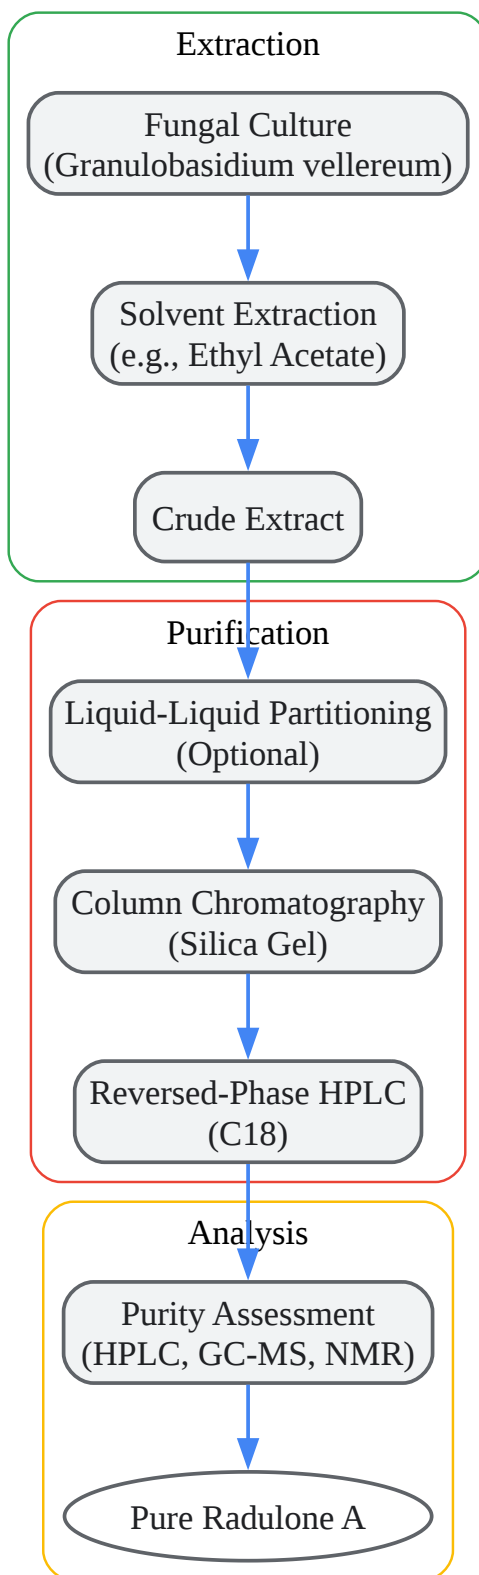 Extraction
Fungal Culture
(Granulobasidium vellereum)
Solvent Extraction
(e.g., Ethyl Acetate)
Crude Extract
Purification
Liquid-Liquid Partitioning
(Optional)
Column Chromatography
(Silica Gel)
Reversed-Phase HPLC
(C18)
Analysis
Purity Assessment
(HPLC, GC-MS, NMR)
Pure Radulone A